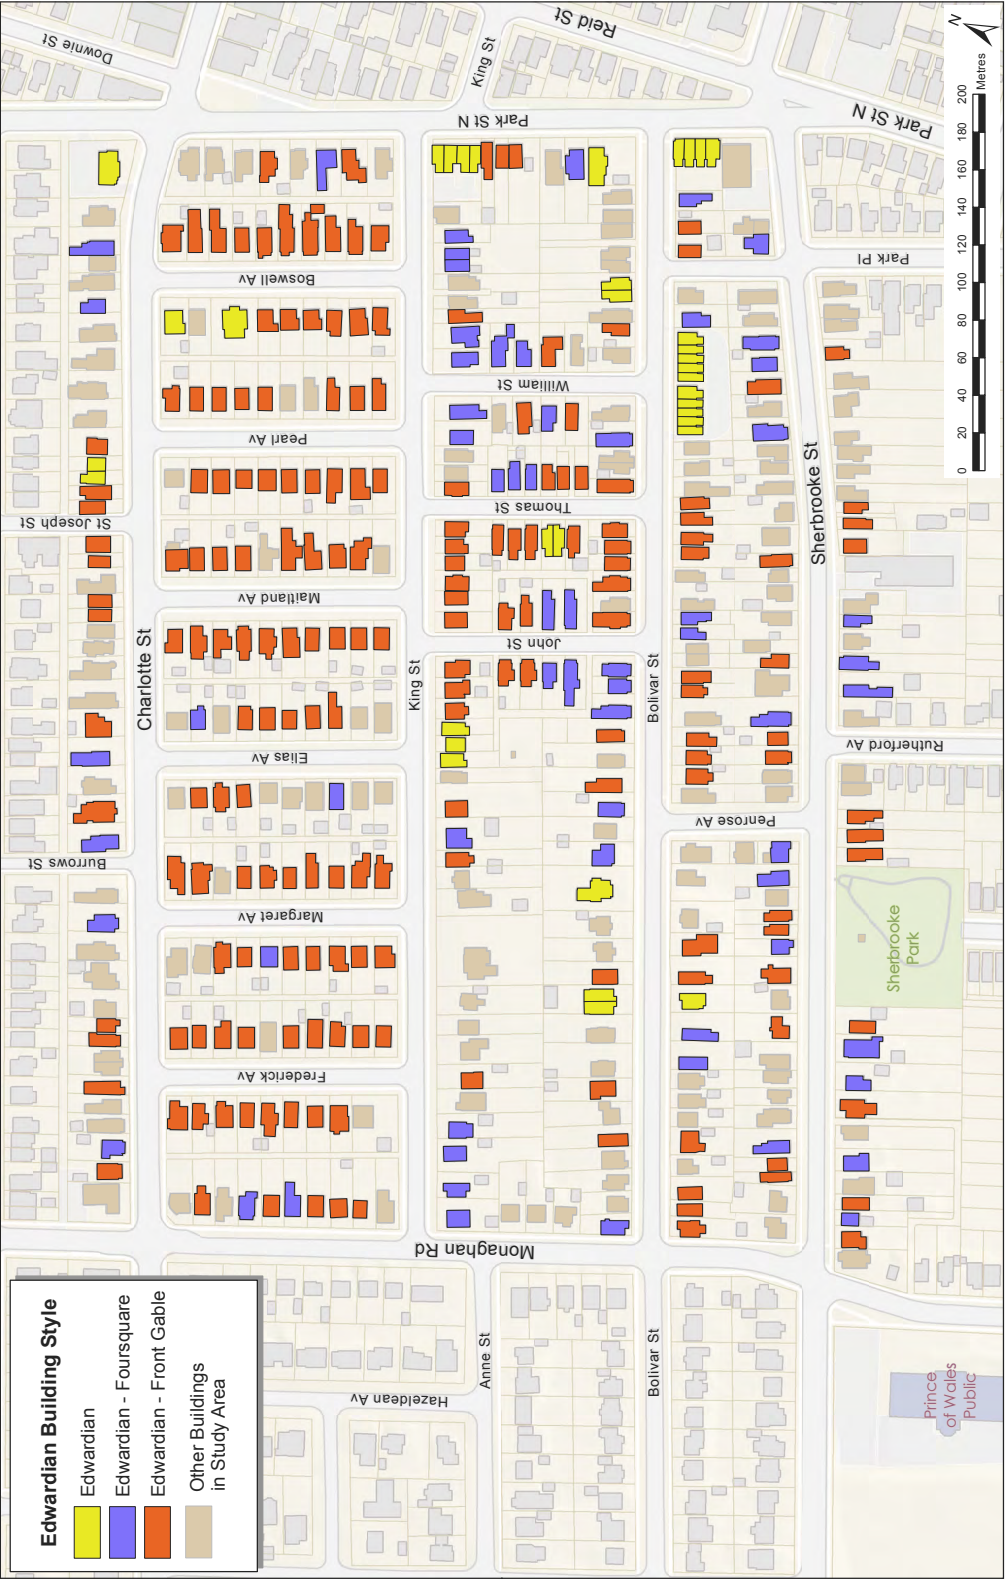 Edwardian Building Style
Edwardian
Edwardian - Foursquare
Edwardian - Front Gable
Other Buildings
in Study Area
Downie St
King St
Reid St
Park St N
Park St N
Boswell Av
Park Pl
William St
Pearl Av
Thomas St
St Joseph St
Sherbrooke St
Maitland Av
John St
Charlotte St
King St
Bolivar St
Elias Av
Rutherford Av
Penrose Av
Burrows St
Margaret Av
Sherbrooke
Park
Frederick Av
Monaghan Rd
Anne St
Bolivar St
Hazeldean Av
Prince
of Wales
Public
N
0 20 40 60 80 100 120 140 160 180 200
Metres